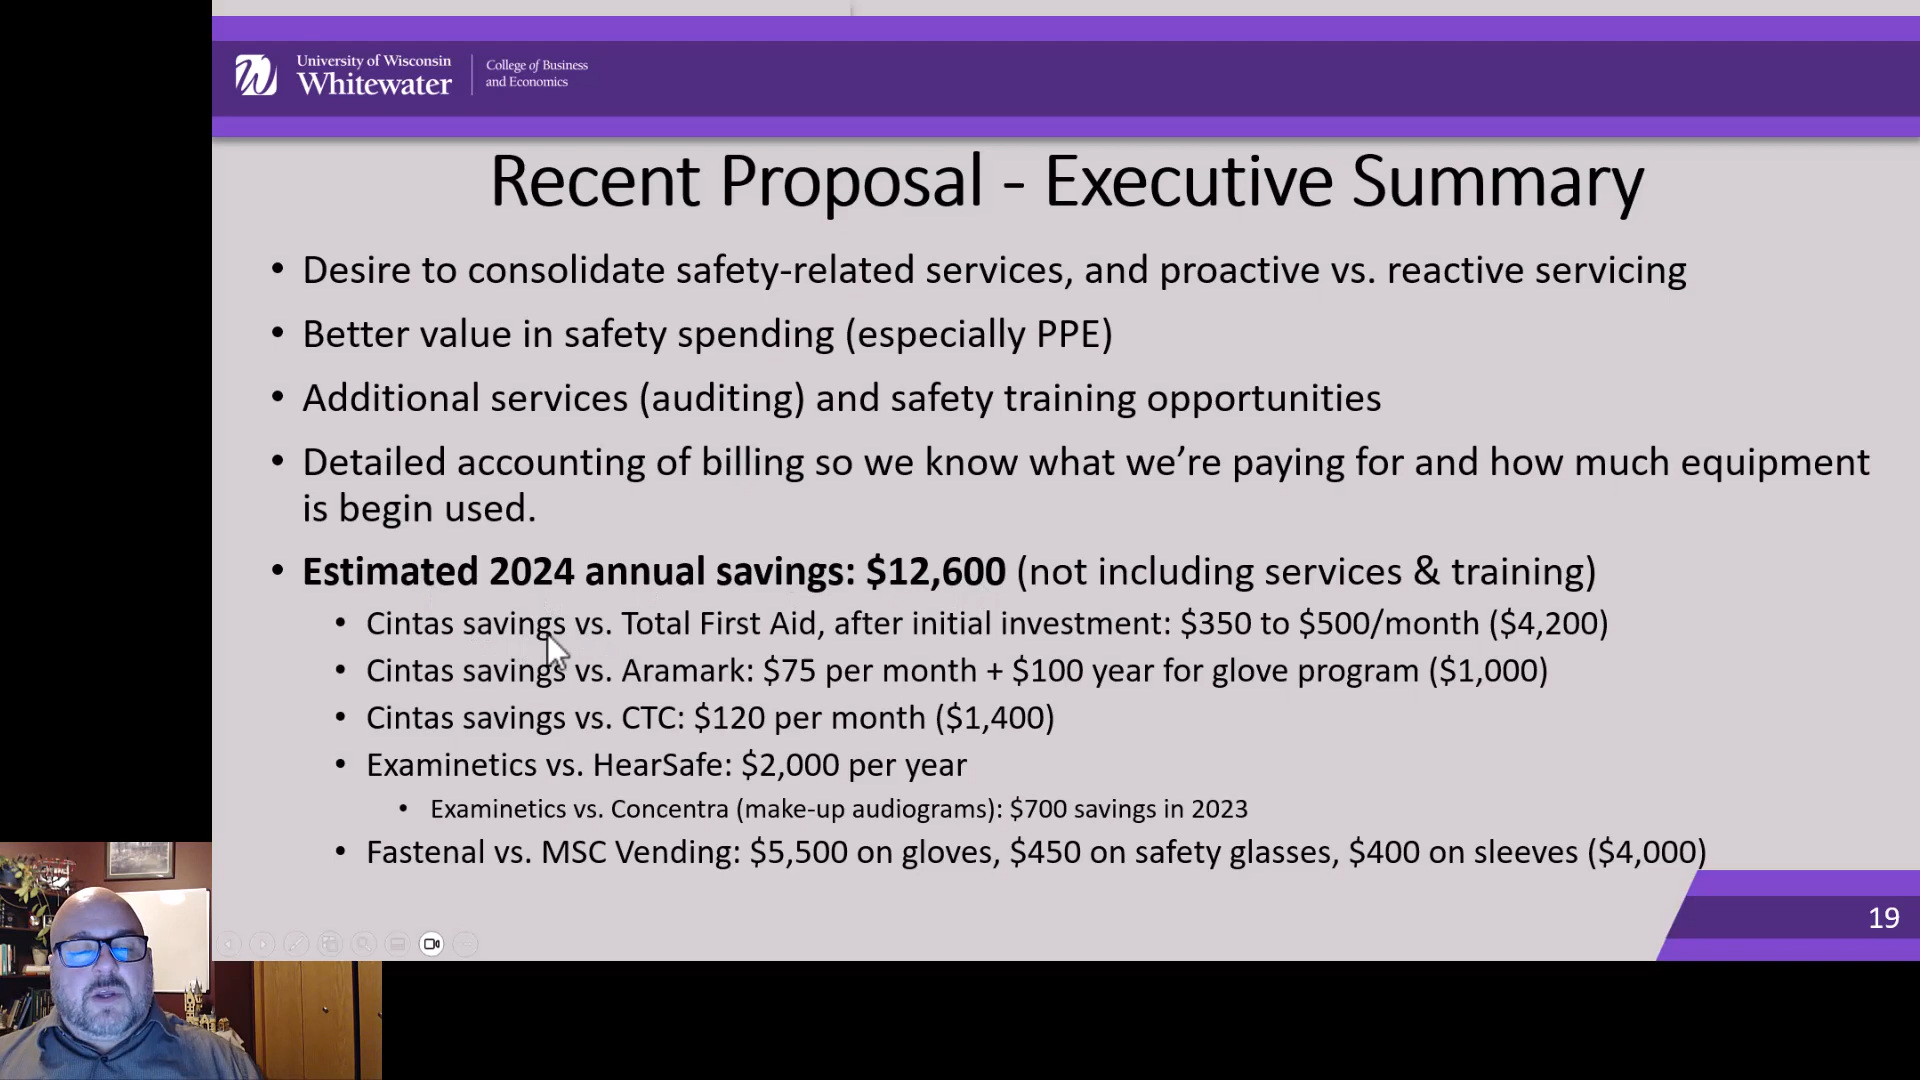 University of Wisconsin
Whitewater
College of Business
and Economics
Recent Proposal - Executive Summary
• Desire to consolidate safety-related services, and proactive vs. reactive servicing
• Better value in safety spending (especially PPE)
• Additional services (auditing) and safety training opportunities
• Detailed accounting of billing so we know what we’re paying for and how much equipment
is begin used.
• Estimated 2024 annual savings: $12,600 (not including services & training)
• Cintas savings vs. Total First Aid, after initial investment: $350 to $500/month ($4,200)
• Cintas savings vs. Aramark: $75 per month + $100 year for glove program ($1,000)
• Cintas savings vs. CTC: $120 per month ($1,400)
• Examinetics vs. HearSafe: $2,000 per year
• Examinetics vs. Concentra (make-up audiograms): $700 savings in 2023
• Fastenal vs. MSC Vending: $5,500 on gloves, $450 on safety glasses, $400 on sleeves ($4,000)
19